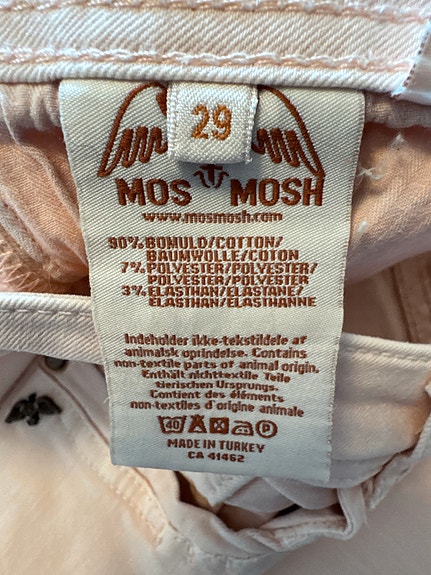 29
MOS MOSH
www.mosmosh.com
90% BOMULD/COTTON/
BAUMWOLLE/COTON
7% POLYESTER/POLYESTER/
POLYESTER/POLYESTER
3% ELASTHAN/ELASTANE/
ELASTHAN/ELASTHANNE
Indeholder ikke-tekstildele af
animalsk oprindelse. Contains
non-textile parts of animal origin.
Enthält nichttextile Teile
tierischen Ursprungs.
Contient des éléments
non-textiles d'origine animale
40 P
MADE IN TURKEY
CA 41462